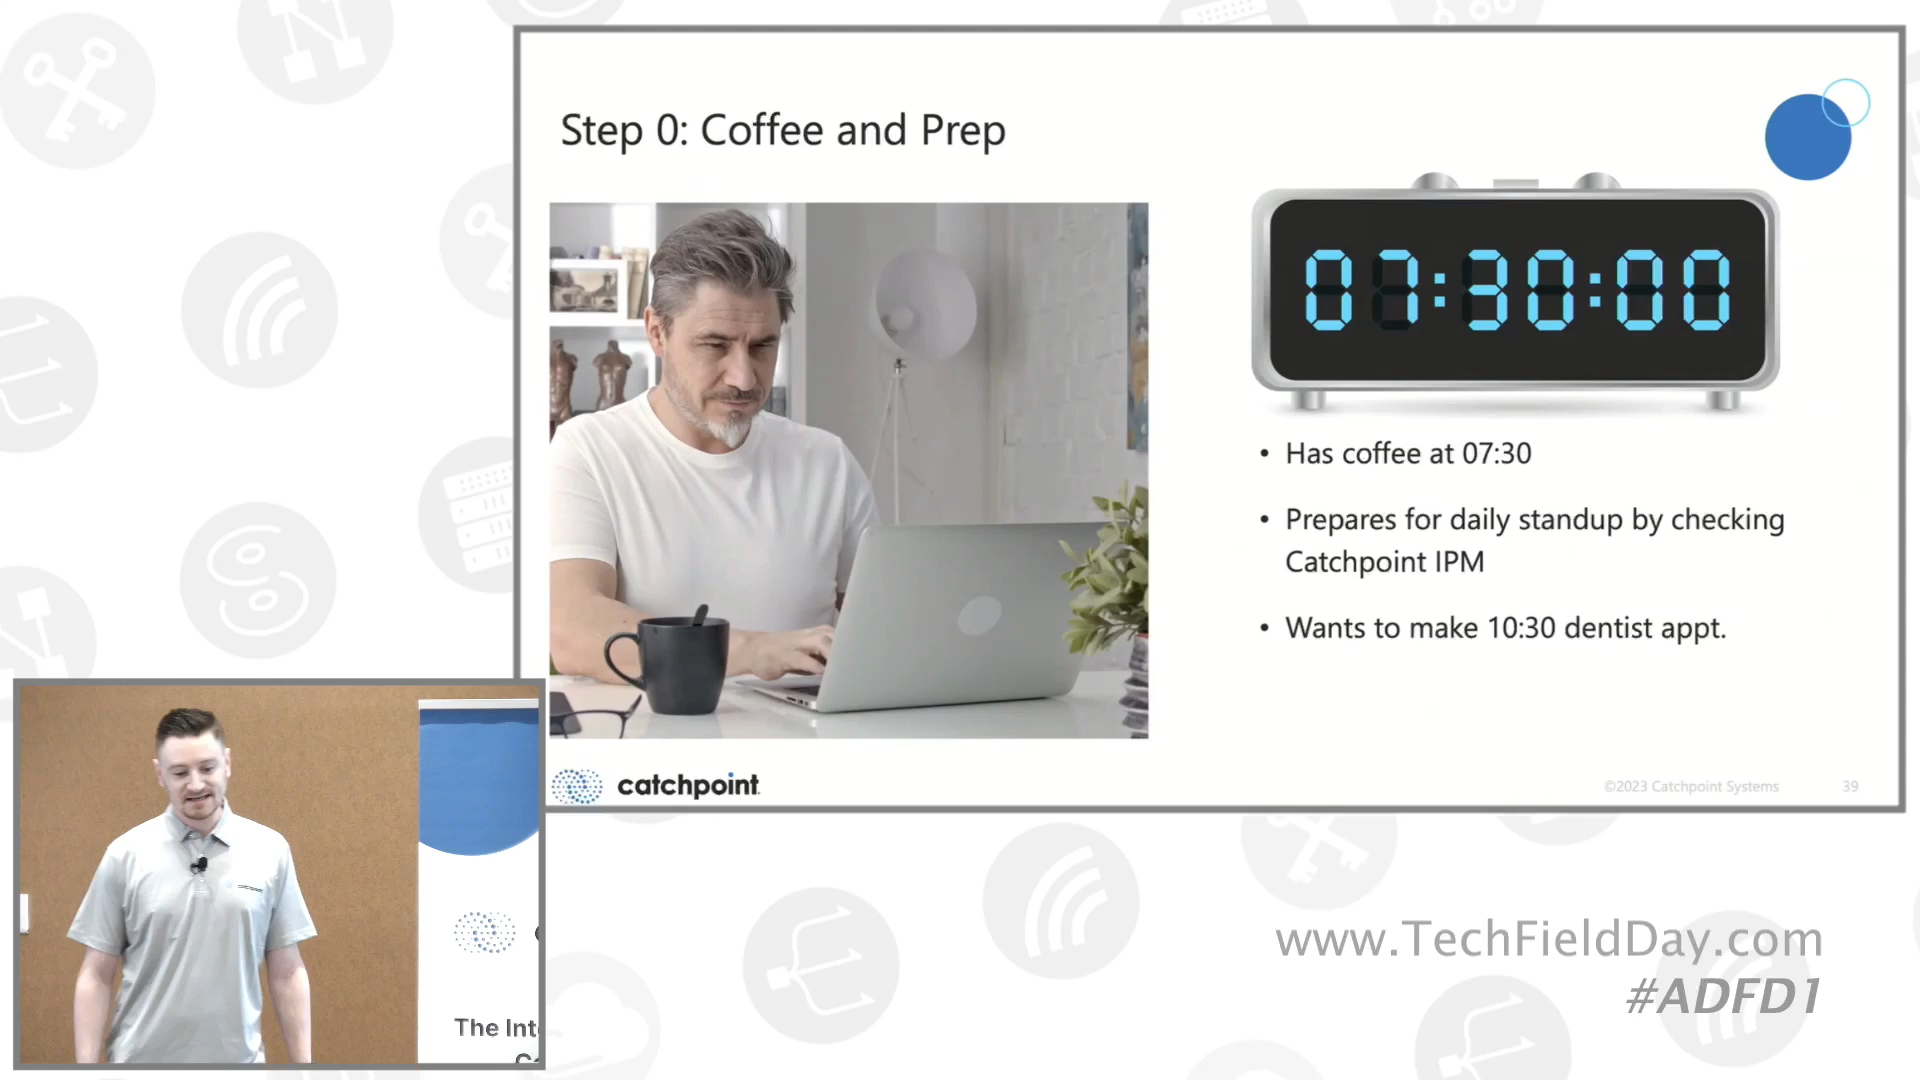 Step 0: Coffee and Prep
07:30:00
• Has coffee at 07:30
• Prepares for daily standup by checking
Catchpoint IPM
• Wants to make 10:30 dentist appt.
catchpoint
©2023 Catchpoint Systems
39
The Int
www.TechFieldDay.com
#ADFD1